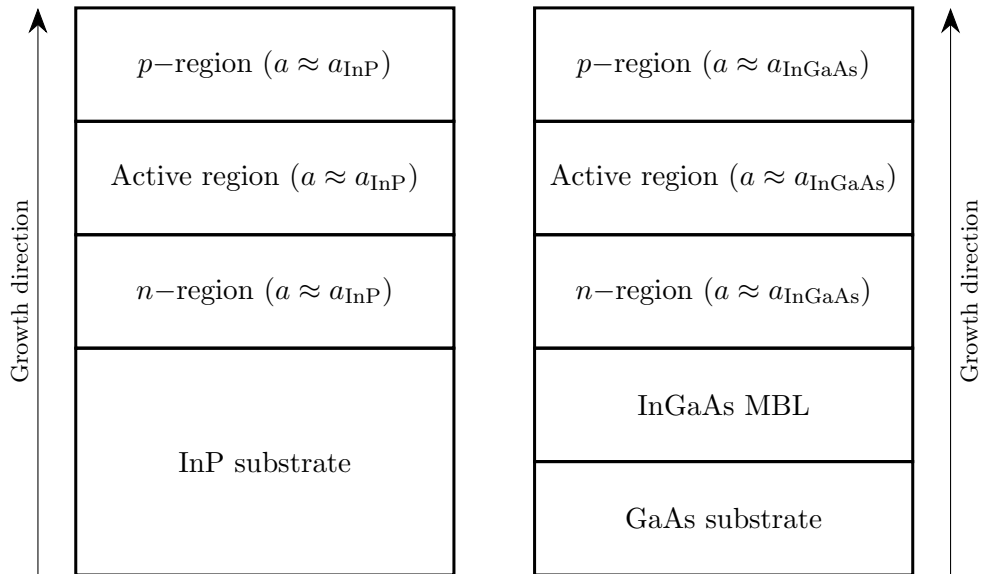 Growth direction
p−region (a ≈ a_InP)
Active region (a ≈ a_InP)
n−region (a ≈ a_InP)
InP substrate
p−region (a ≈ a_InGaAs)
Active region (a ≈ a_InGaAs)
n−region (a ≈ a_InGaAs)
InGaAs MBL
GaAs substrate
Growth direction